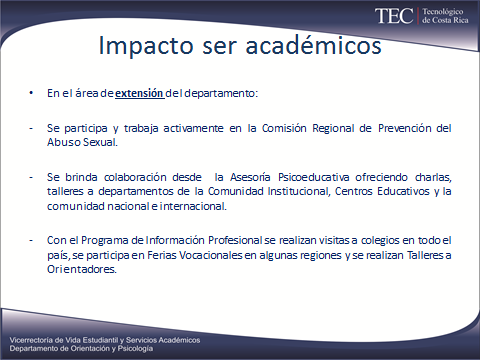 TEC | Tecnológico
de Costa Rica
Impacto ser académicos
• En el área de extensión del departamento:
- Se participa y trabaja activamente en la Comisión Regional de Prevención del
Abuso Sexual.
- Se brinda colaboración desde la Asesoría Psicoeducativa ofreciendo charlas,
talleres a departamentos de la Comunidad Institucional, Centros Educativos y la
comunidad nacional e internacional.
- Con el Programa de Información Profesional se realizan visitas a colegios en todo el
país, se participa en Ferias Vocacionales en algunas regiones y se realizan Talleres a
Orientadores.
Vicerrectoría de Vida Estudiantil y Servicios Académicos
Departamento de Orientación y Psicología